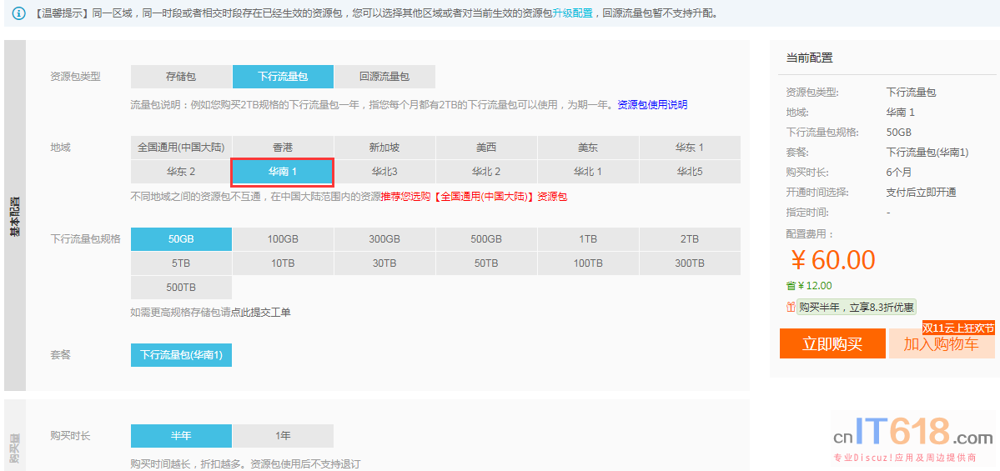 【温馨提示】同一区域，同一时段或者相交时段存在已经生效的资源包，您可以选择其他区域或者对当前生效的资源包升级配置，回源流量包暂不支持升配。
基本配置
资源包类型 存储包 下行流量包 回源流量包
流量包说明：例如您购买2TB规格的下行流量包一年，指您每个月都有2TB的下行流量包可以使用，为期一年。资源包使用说明
地域 全国通用(中国大陆) 香港 新加坡 美西 美东 华东 1
华东 2 华南 1 华北3 华北 2 华北 1 华北5
不同地域之间的资源包不互通，在中国大陆范围内的资源推荐您选购【全国通用(中国大陆)】资源包
下行流量包规格 50GB 100GB 300GB 500GB 1TB 2TB
5TB 10TB 30TB 50TB 100TB 300TB
500TB
如需更高规格存储包请点此提交工单
套餐 下行流量包(华南1)
购买量
购买时长 半年 1年
购买时间越长，折扣越多。资源包使用后不支持退订
当前配置
资源包类型: 下行流量包
地域: 华南 1
下行流量包规格: 50GB
套餐: 下行流量包(华南1)
购买时长: 6个月
开通时间选择: 支付后立即开通
指定时间: -
配置费用：
¥ 60.00
省 ¥ 12.00
购买半年，立享8.3折优惠
双11云上狂欢节
立即购买 加入购物车
cnIT618.com
专业Discuz!应用及周边提供商